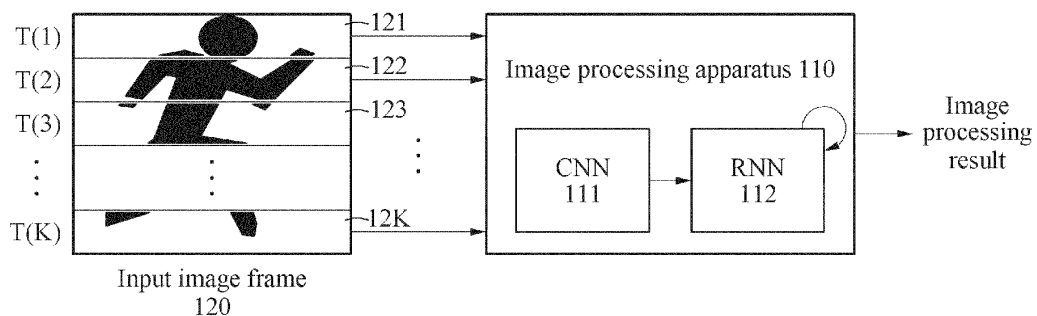 T(1)
T(2)
T(3)
T(K)
121
122
123
12K
Input image frame
120
Image processing apparatus 110
CNN
111
RNN
112
Image
processing
result